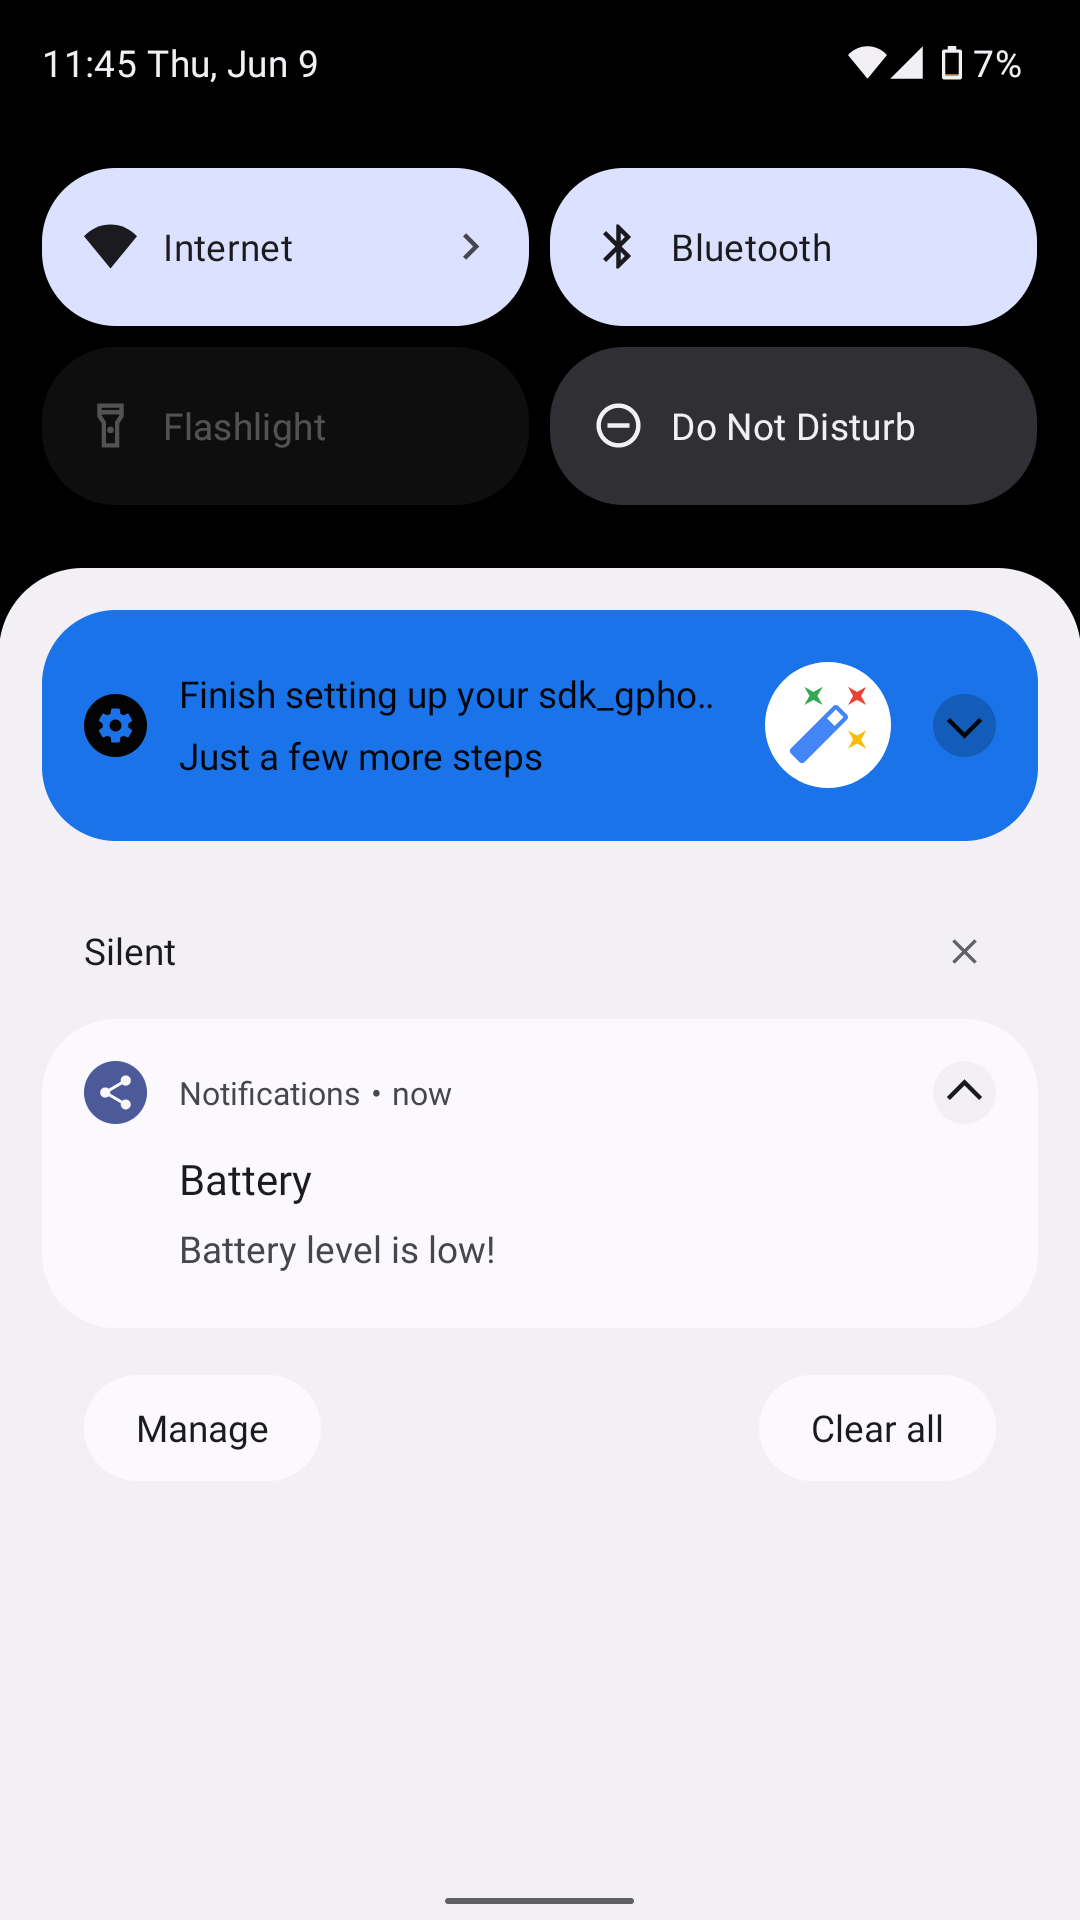 11:45 Thu, Jun 9
7%
Internet
Bluetooth
Flashlight
Do Not Disturb
Finish setting up your sdk_gpho..
Just a few more steps
Silent
Notifications • now
Battery
Battery level is low!
Manage
Clear all